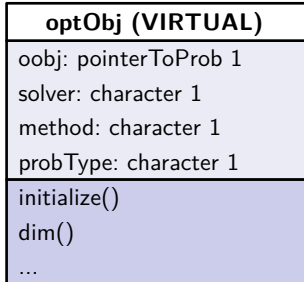 optObj (VIRTUAL)
oobj: pointerToProb 1
solver: character 1
method: character 1
probType: character 1
initialize()
dim()
...